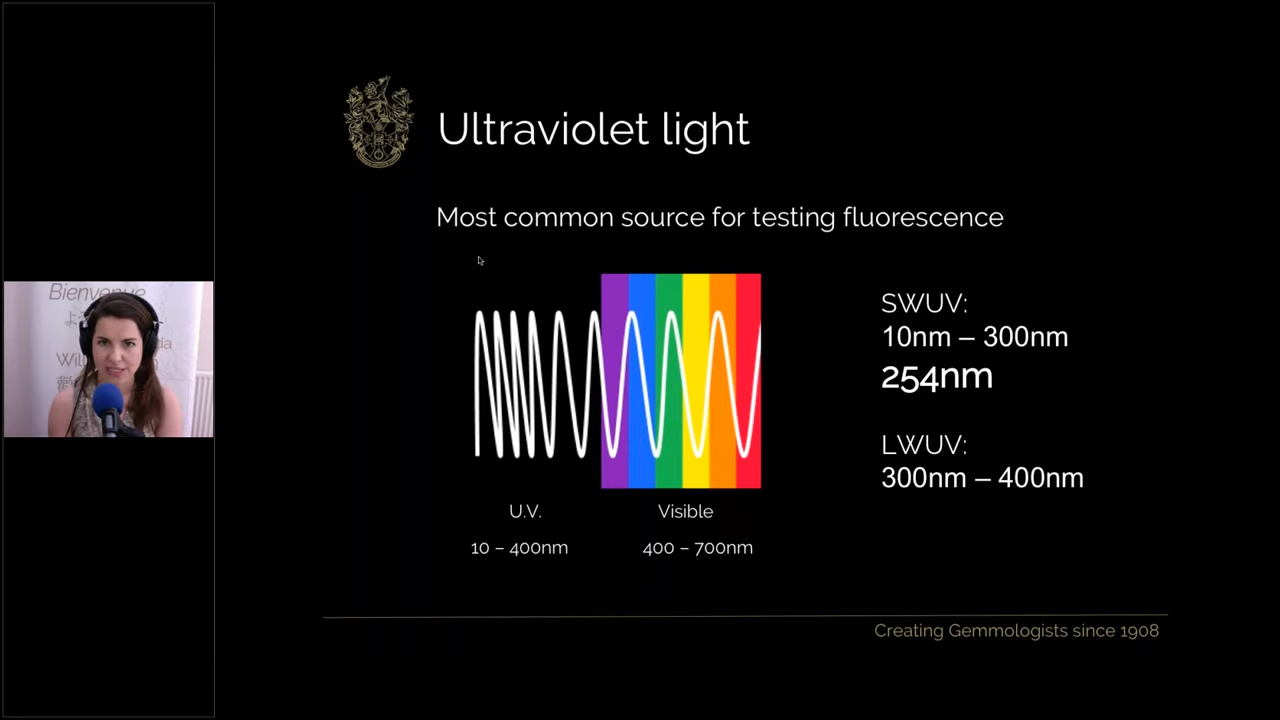 Ultraviolet light
Most common source for testing fluorescence
SWUV:
10nm – 300nm
254nm
LWUV:
300nm – 400nm
U.V.
Visible
10 – 400nm
400 – 700nm
Creating Gemmologists since 1908
Bienvenue